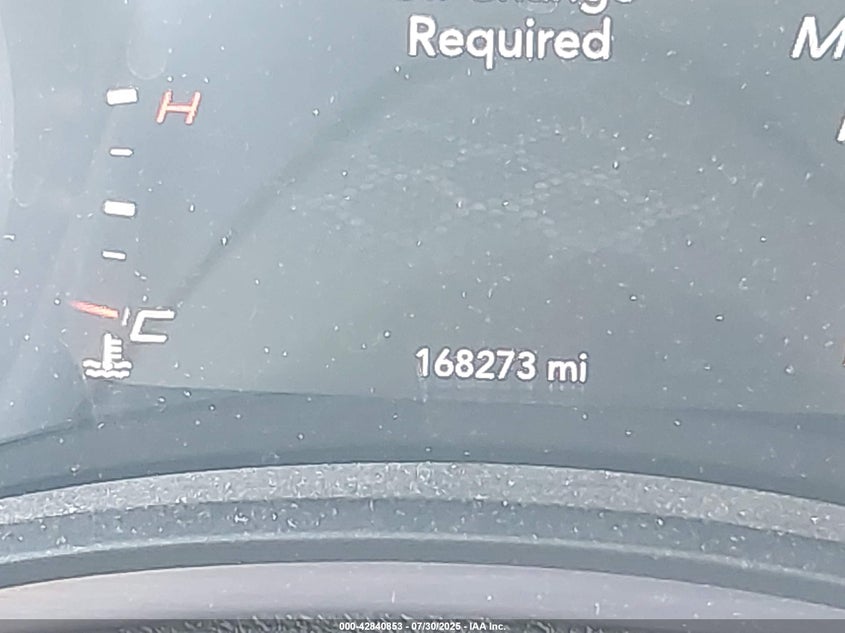 Required
H
C
168273 mi
000-42840853 - 07/30/2025 - IAA Inc.